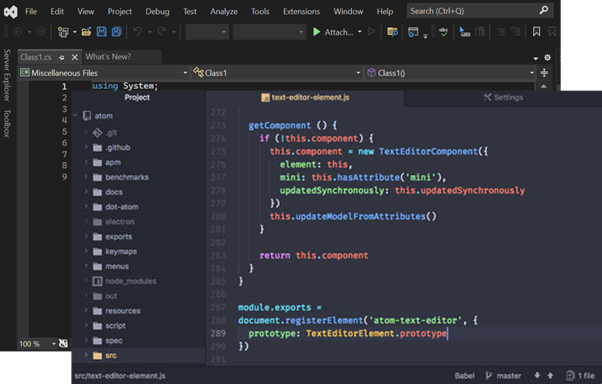 File Edit View Project Debug Test Analyze Tools Extensions Window Help Search (Ctrl+Q)
Attach...
Class1.cs What's New?
Miscellaneous Files Class1 Class1()
Server Explorer
Toolbox
1 using System;
2
3
4
5
6
7
8
9
100 %
Project text-editor-element.js Settings
atom
.git
.github
apm
benchmarks
docs
dot-atom
electron
exports
keymaps
menus
node_modules
out
resources
script
spec
src
272
273 getComponent () {
274 if (!this.component) {
275 this.component = new TextEditorComponent({
276 element: this,
277 mini: this.hasAttribute('mini'),
278 updatedSynchronously: this.updatedSynchronously
279 })
280 this.updateModelFromAttributes()
281 }
282
283 return this.component
284 }
285 }
286
287 module.exports =
288 document.registerElement('atom-text-editor', {
289 prototype: TextEditorElement.prototype
290 })
291
src/text-editor-element.js Babel master 1 file